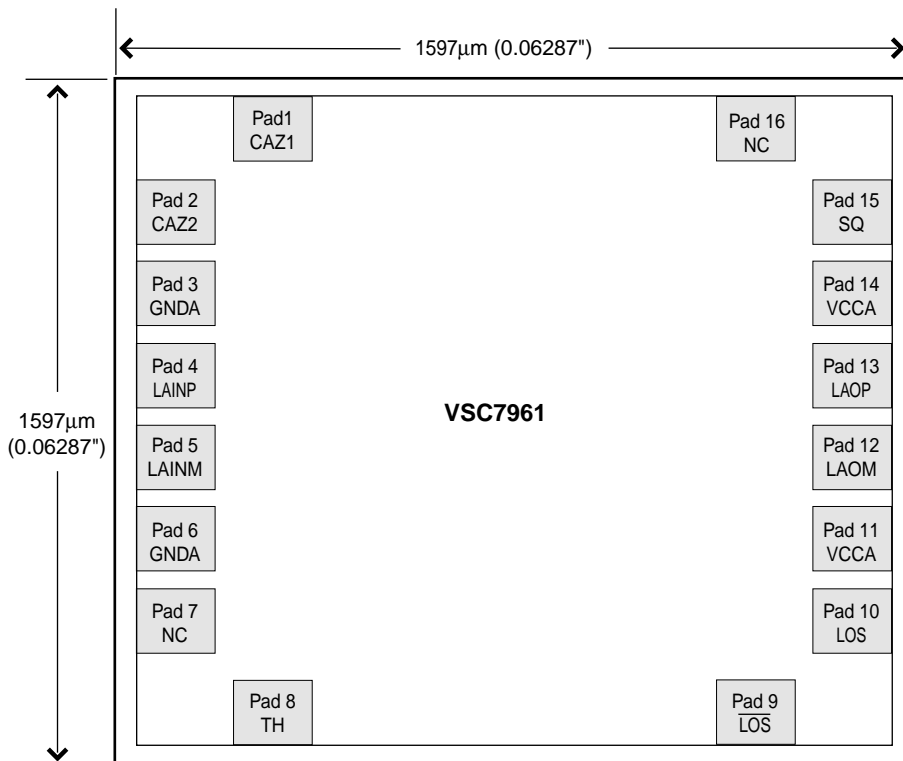 1597μm (0.06287")
Pad1
CAZ1
Pad 16
NC
Pad 2
CAZ2
Pad 15
SQ
Pad 3
GNDA
Pad 14
VCCA
Pad 4
LAINP
Pad 13
LAOP
1597μm
(0.06287")
VSC7961
Pad 5
LAINM
Pad 12
LAOM
Pad 6
GNDA
Pad 11
VCCA
Pad 7
NC
Pad 10
LOS
Pad 8
TH
Pad 9
L̅O̅S̅